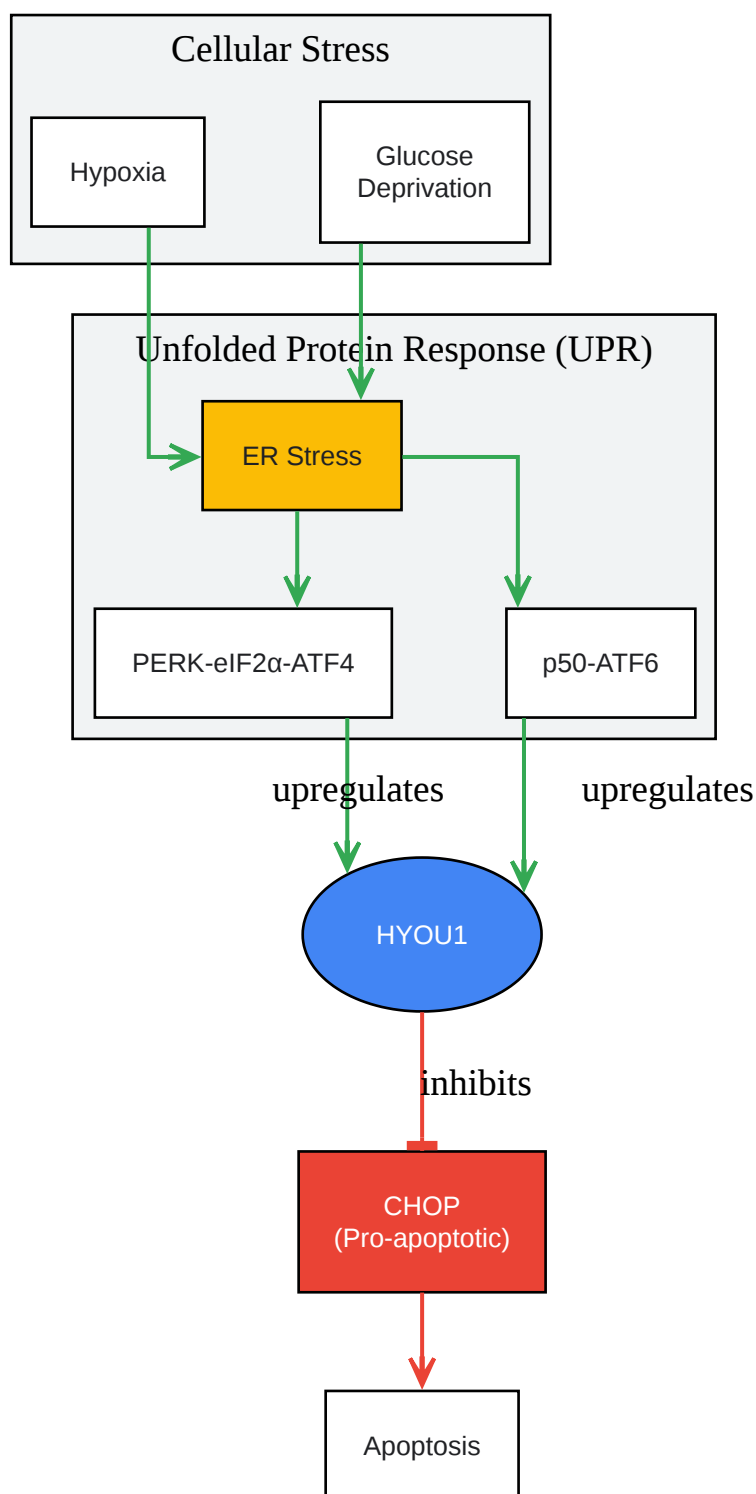 Cellular Stress
Hypoxia
Glucose
Deprivation
Unfolded Protein Response (UPR)
ER Stress
PERK-eIF2α-ATF4
p50-ATF6
upregulates
upregulates
HYOU1
inhibits
CHOP
(Pro-apoptotic)
Apoptosis